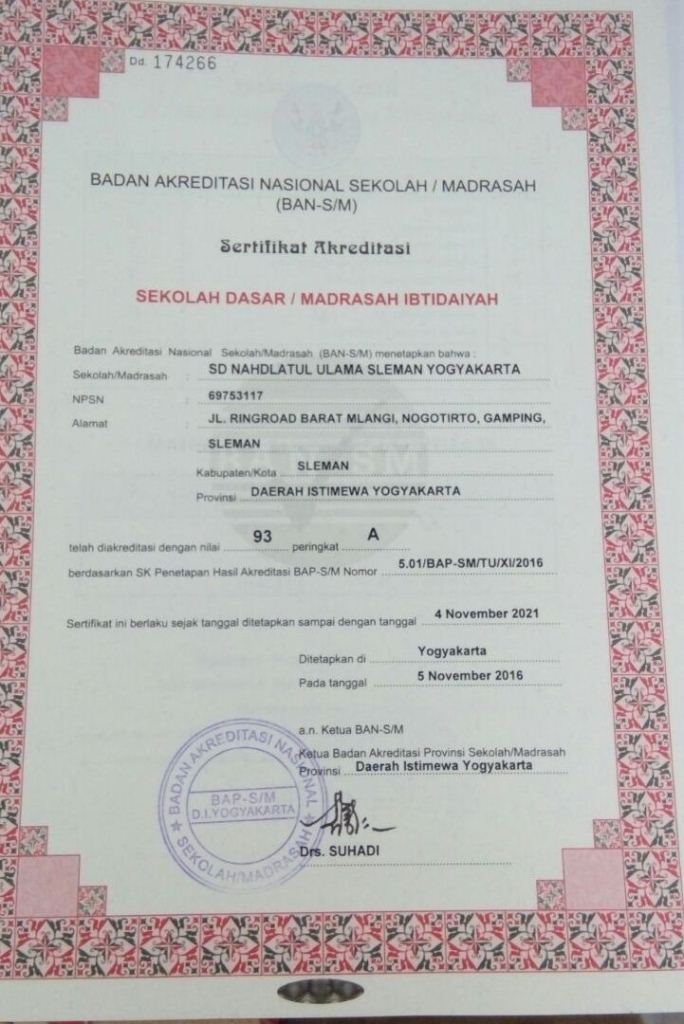 Dd. 174266
BADAN AKREDITASI NASIONAL SEKOLAH / MADRASAH
(BAN-S/M)
Sertifikat Akreditasi
SEKOLAH DASAR / MADRASAH IBTIDAIYAH
Badan Akreditasi Nasional Sekolah/Madrasah (BAN-S/M) menetapkan bahwa :
Sekolah/Madrasah : SD NAHDLATUL ULAMA SLEMAN YOGYAKARTA
NPSN : 69753117
Alamat : JL. RINGROAD BARAT MLANGI, NOGOTIRTO, GAMPING,
SLEMAN
Kabupaten/Kota SLEMAN
Provinsi DAERAH ISTIMEWA YOGYAKARTA
telah diakreditasi dengan nilai 93 peringkat A
berdasarkan SK Penetapan Hasil Akreditasi BAP-S/M Nomor 5.01/BAP-SM/TU/XI/2016
Sertifikat ini berlaku sejak tanggal ditetapkan sampai dengan tanggal 4 November 2021
Ditetapkan di Yogyakarta
Pada tanggal 5 November 2016
a.n. Ketua BAN-S/M
Ketua Badan Akreditasi Provinsi Sekolah/Madrasah
Provinsi Daerah Istimewa Yogyakarta
BADAN AKREDITASI NASIONAL
BAP-S/M
D.I.YOGYAKARTA
SEKOLAH/MADRASAH
Drs. SUHADI